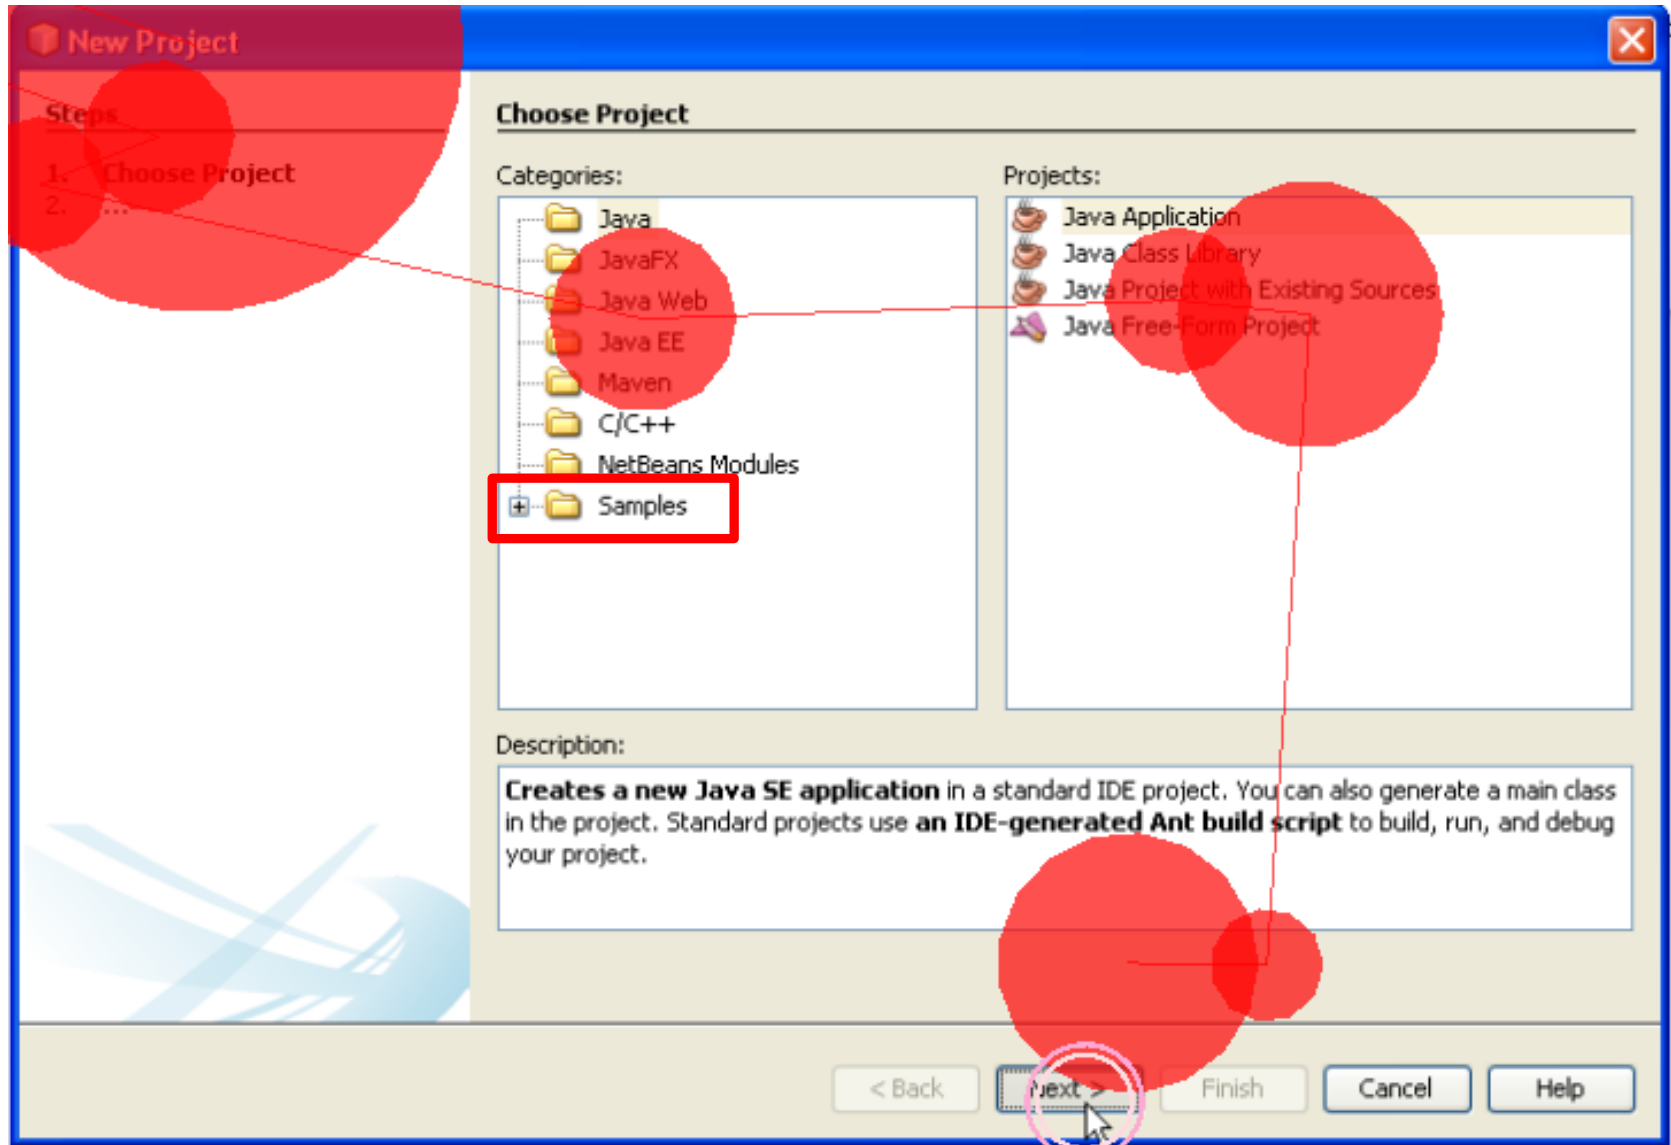 New Project
Steps
1. Choose Project
2. ...
Choose Project
Categories:
Java
JavaFX
Java Web
Java EE
Maven
C/C++
NetBeans Modules
Samples
Projects:
Java Application
Java Class Library
Java Project with Existing Sources
Java Free-Form Project
Description:
Creates a new Java SE application in a standard IDE project. You can also generate a main class
in the project. Standard projects use an IDE-generated Ant build script to build, run, and debug
your project.
< Back
Next >
Finish
Cancel
Help